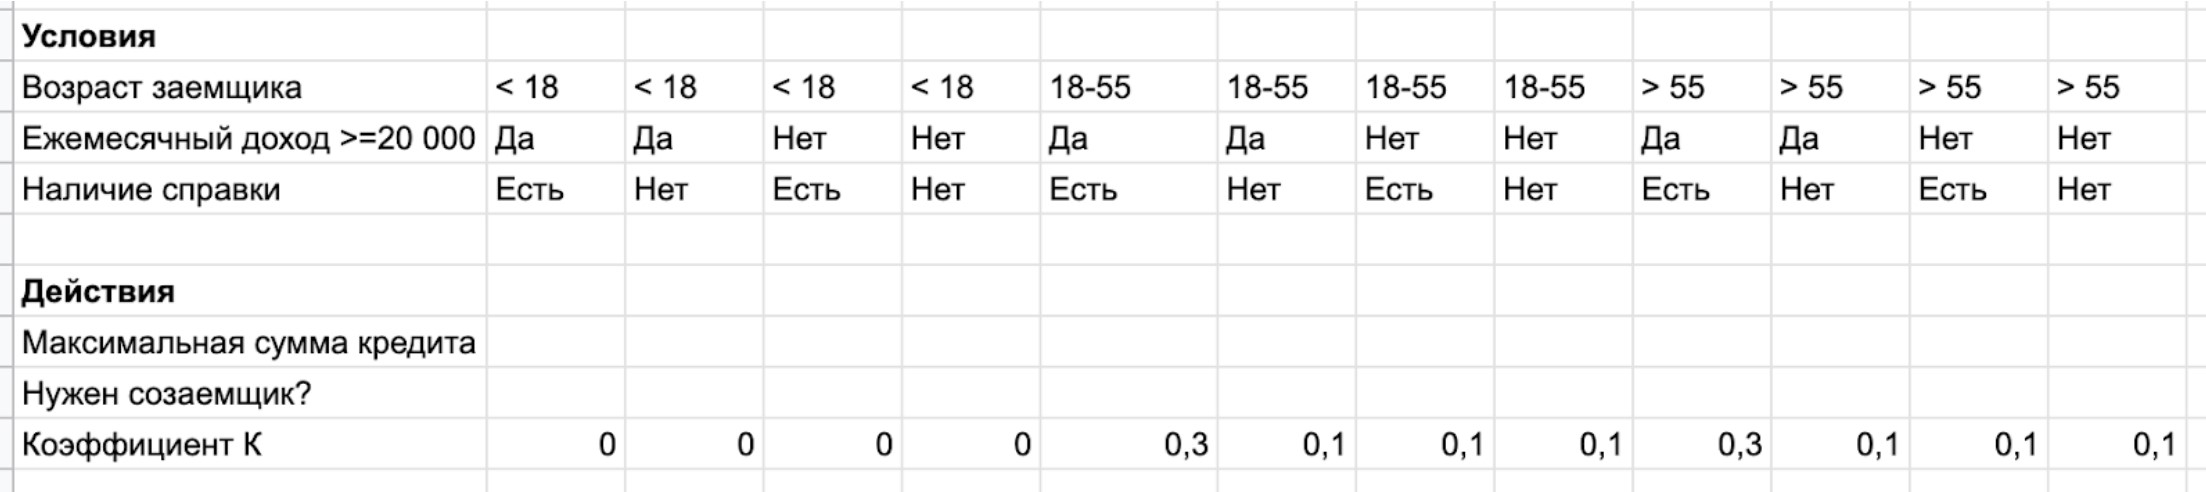 Условия
Возраст заемщика < 18 < 18 < 18 < 18 18-55 18-55 18-55 18-55 > 55 > 55 > 55 > 55
Ежемесячный доход >=20 000 Да Да Нет Нет Да Да Нет Нет Да Да Нет Нет
Наличие справки Есть Нет Есть Нет Есть Нет Есть Нет Есть Нет Есть Нет
Действия
Максимальная сумма кредита
Нужен созаемщик?
Коэффициент К 0 0 0 0 0,3 0,1 0,1 0,1 0,3 0,1 0,1 0,1